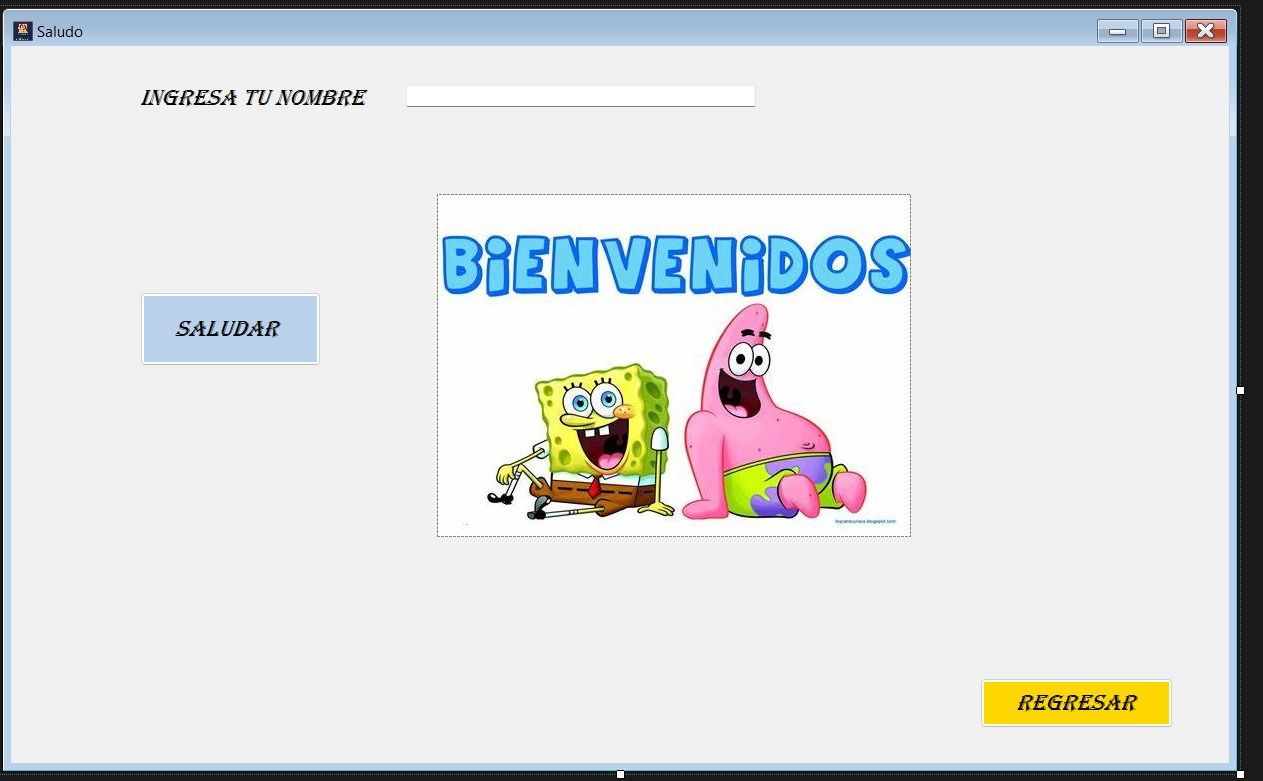 Saludo
INGRESA TU NOMBRE
BiENVENiDOS
SALUDAR
REGRESAR